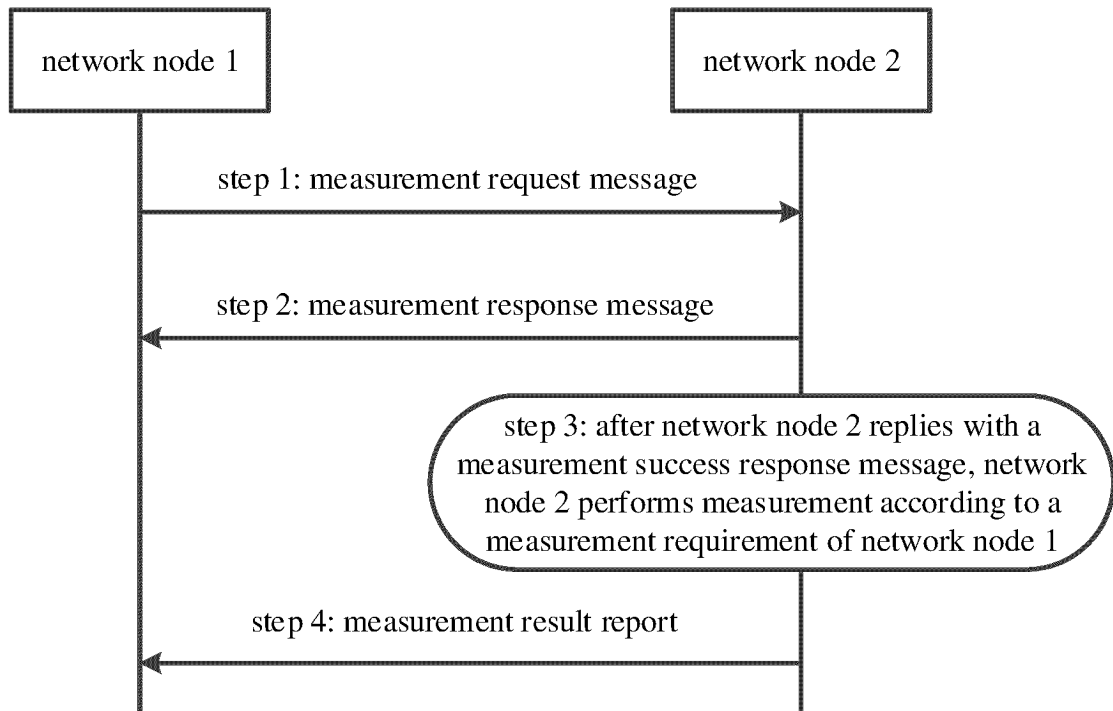 network node 1
network node 2
step 1: measurement request message
step 2: measurement response message
step 3: after network node 2 replies with a
measurement success response message, network
node 2 performs measurement according to a
measurement requirement of network node 1
step 4: measurement result report